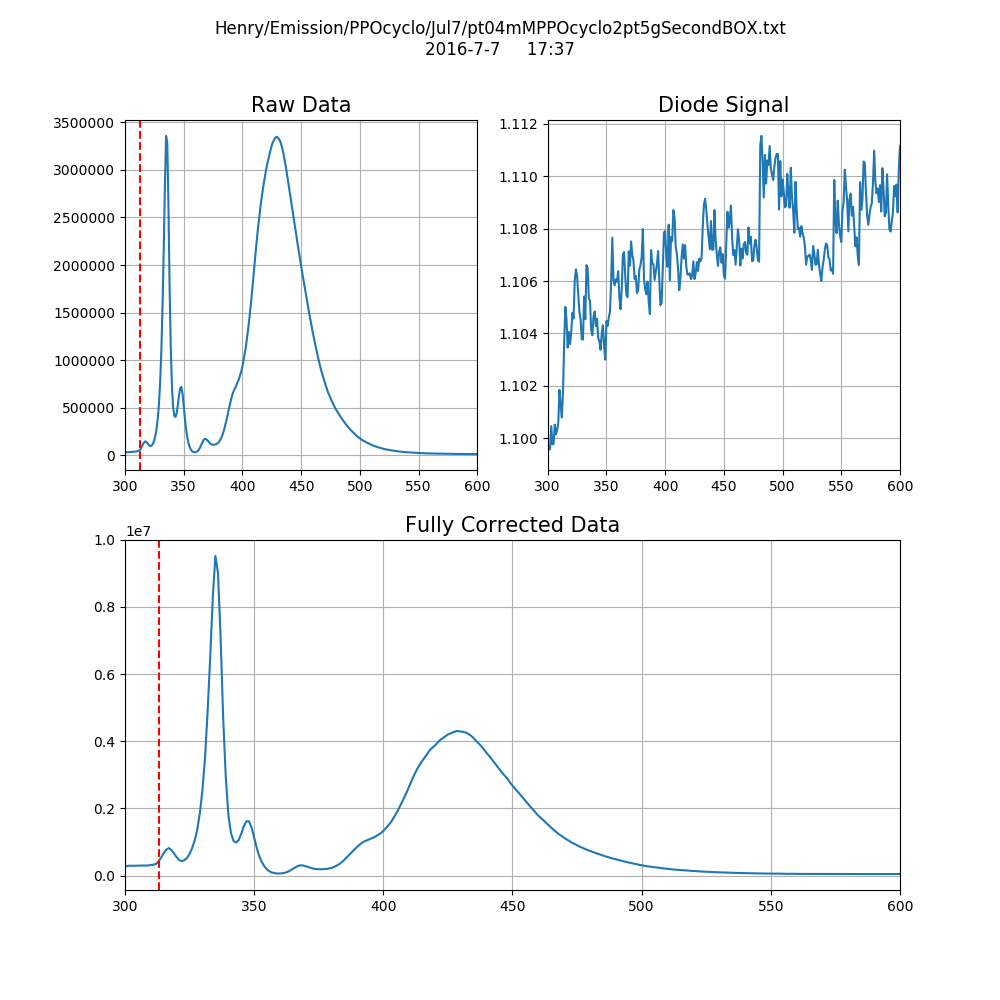 Henry/Emission/PPOcyclo/Jul7/pt04mMPPOcyclo2pt5gSecondBOX.txt
2016-7-7 17:37
Raw Data
3500000
3000000
2500000
2000000
1500000
1000000
500000
0
300 350 400 450 500 550 600
Diode Signal
1.112
1.110
1.108
1.106
1.104
1.102
1.100
300 350 400 450 500 550 600
Fully Corrected Data
1e7
1.0
0.8
0.6
0.4
0.2
0.0
300 350 400 450 500 550 600